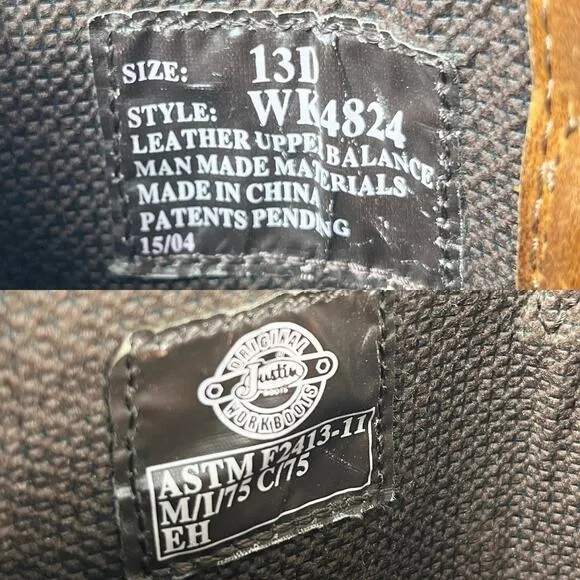 SIZE: 13D
STYLE: WK4824
LEATHER UPPER BALANCE
MAN MADE MATERIALS
MADE IN CHINA
PATENTS PENDING
15/04
ORIGINAL
Justin
BOOTS
WORKBOOTS
ASTM F2413-11
M/I/75 C/75
EH